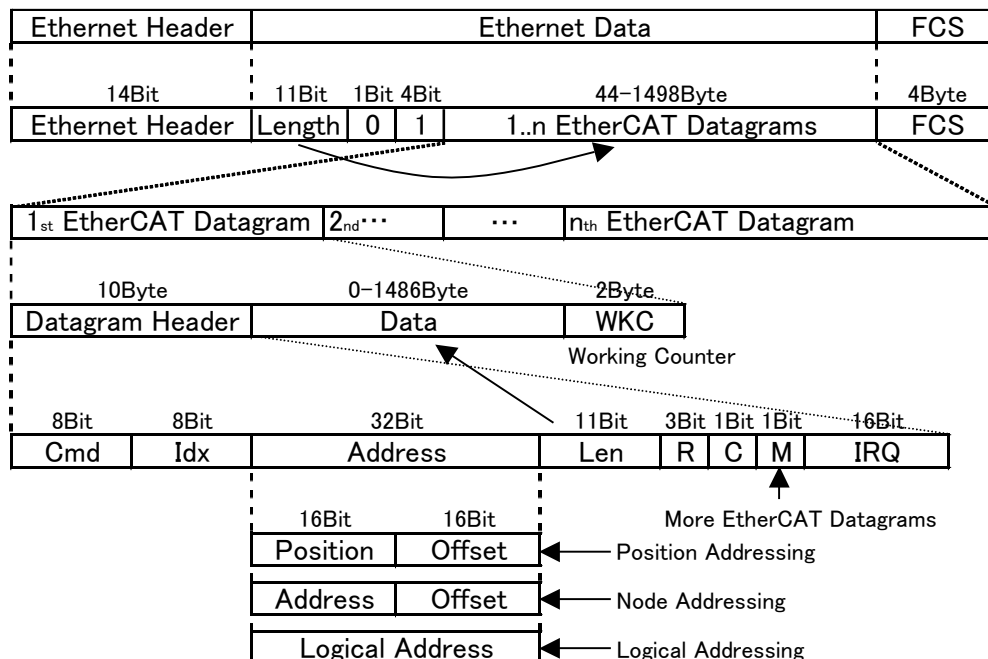 Ethernet Header Ethernet Data FCS
14Bit 11Bit 1Bit 4Bit 44-1498Byte 4Byte
Ethernet Header Length 0 1 1..n EtherCAT Datagrams FCS
1st EtherCAT Datagram 2nd… … nth EtherCAT Datagram
10Byte 0-1486Byte 2Byte
Datagram Header Data WKC
Working Counter
8Bit 8Bit 32Bit 11Bit 3Bit 1Bit 1Bit 16Bit
Cmd Idx Address Len R C M IRQ
16Bit 16Bit More EtherCAT Datagrams
Position Offset Position Addressing
Address Offset Node Addressing
Logical Address Logical Addressing